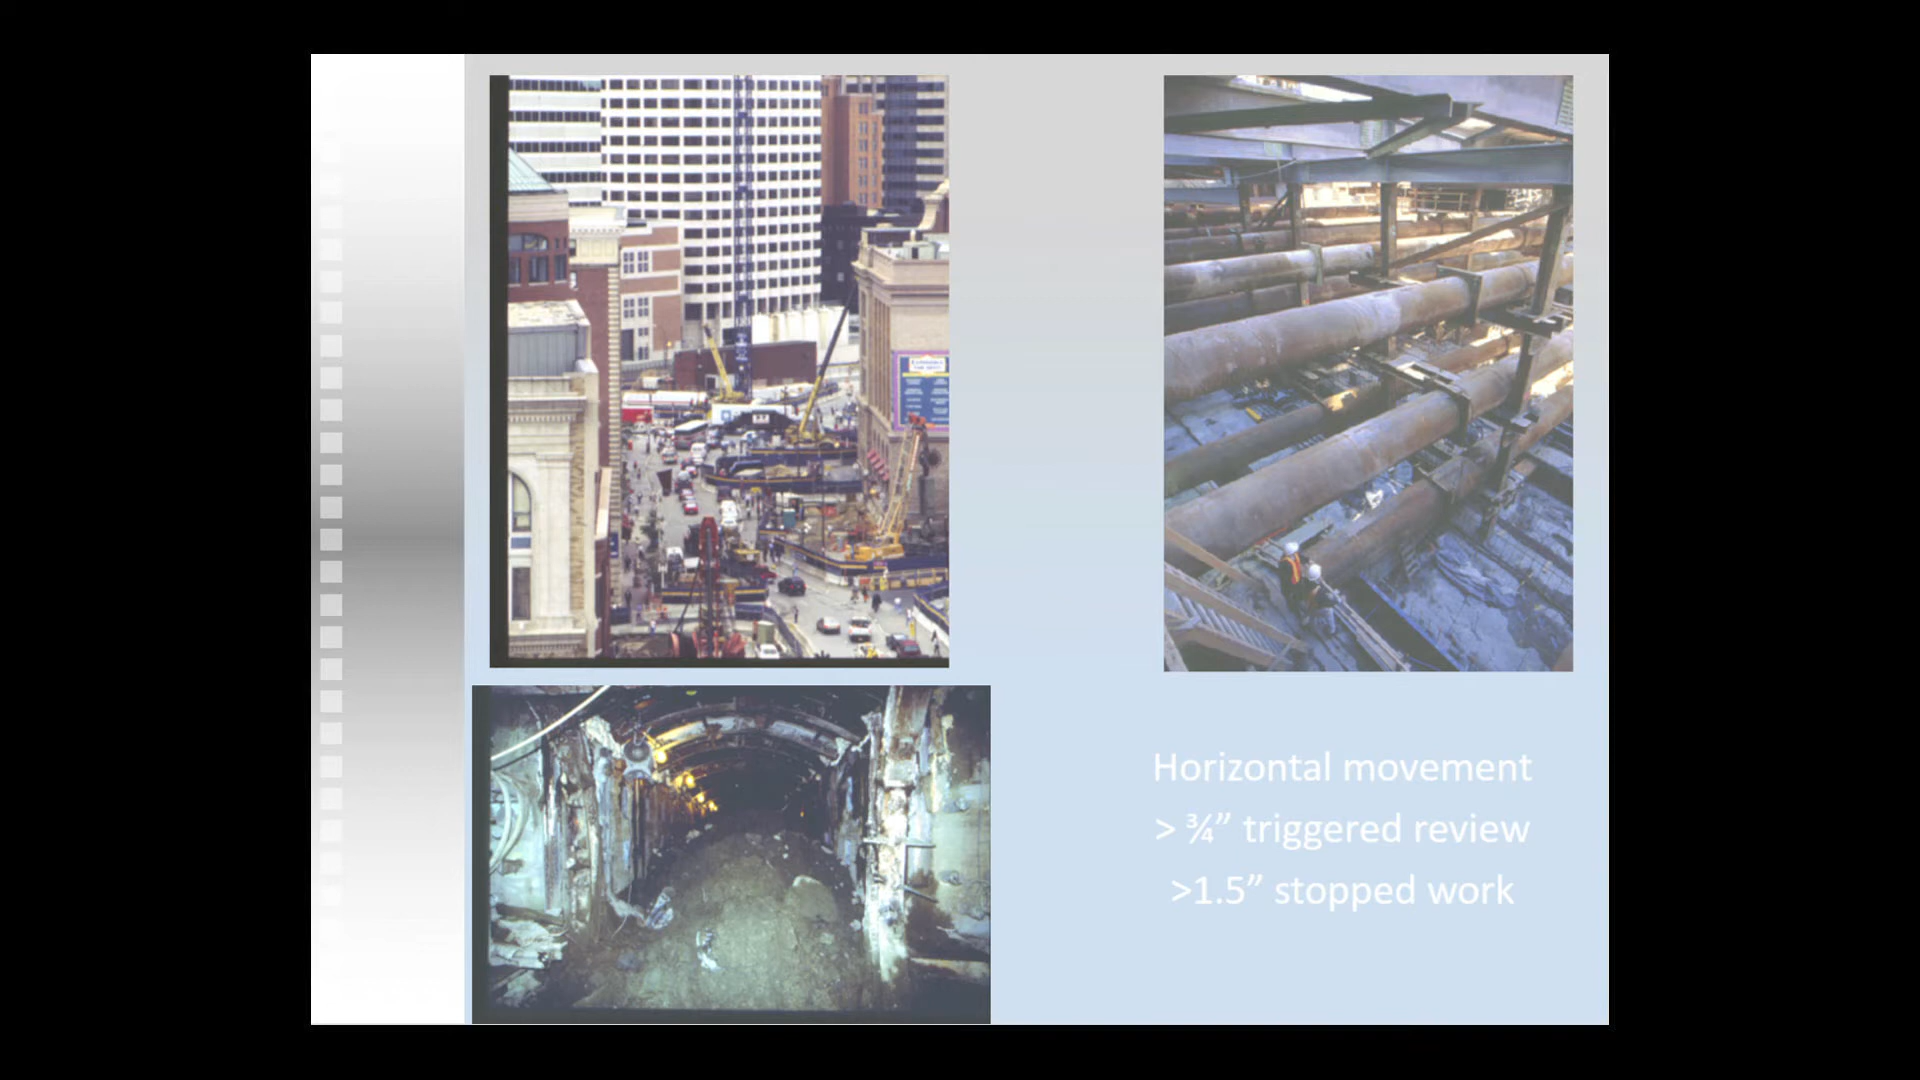 Horizontal movement
> ¾” triggered review
>1.5” stopped work